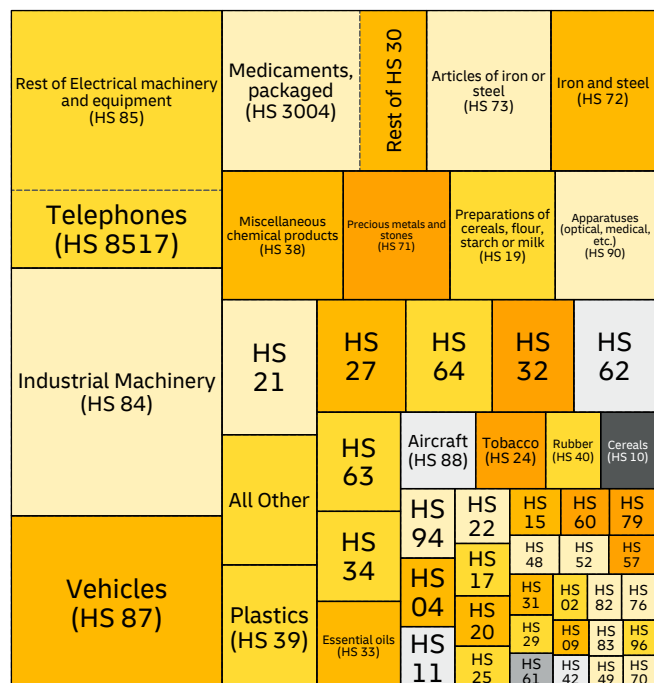 Rest of Electrical machinery
and equipment
(HS 85)
Telephones
(HS 8517)
Industrial Machinery
(HS 84)
Vehicles
(HS 87)
Medicaments,
packaged
(HS 3004)
Rest of HS 30
Articles of iron or
steel
(HS 73)
Iron and steel
(HS 72)
Miscellaneous
chemical products
(HS 38)
Precious metals and
stones
(HS 71)
Preparations of
cereals, flour,
starch or milk
(HS 19)
Apparatuses
(optical, medical,
etc.)
(HS 90)
HS
21
All Other
Plastics
(HS 39)
HS
27
HS
64
HS
32
HS
62
HS
63
HS
34
Essential oils
(HS 33)
Aircraft
(HS 88)
Tobacco
(HS 24)
Rubber
(HS 40)
Cereals
(HS 10)
HS
94
HS
04
HS
11
HS
22
HS
17
HS
20
HS
25
HS
15
HS
60
HS
79
HS
48
HS
52
HS
57
HS
31
HS
29
HS
61
HS
02
HS
82
HS
76
HS
09
HS
83
HS
96
HS
42
HS
49
HS
70